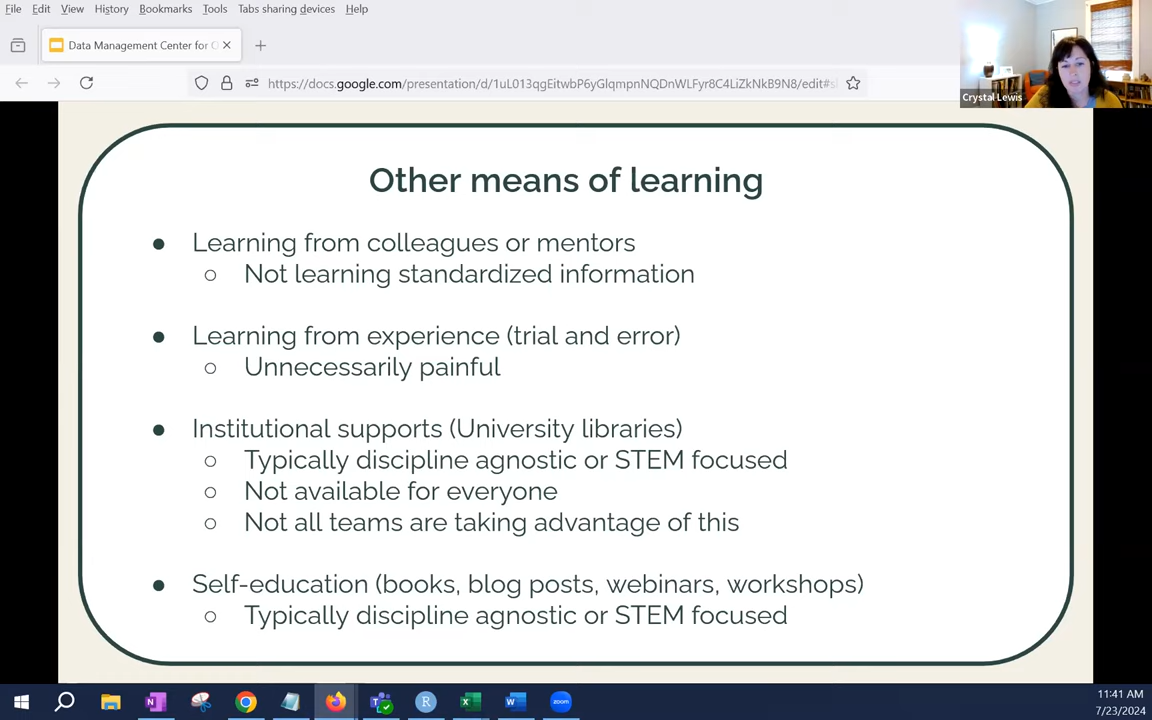 File Edit View History Bookmarks Tools Tabs sharing devices Help
Data Management Center for
https://docs.google.com/presentation/d/1uL013qgEitwbP6yGlqmpnNQDnWLFyr8C4LiZkNkB9N8/edit#
Crystal Lewis
Other means of learning
● Learning from colleagues or mentors
○ Not learning standardized information
● Learning from experience (trial and error)
○ Unnecessarily painful
● Institutional supports (University libraries)
○ Typically discipline agnostic or STEM focused
○ Not available for everyone
○ Not all teams are taking advantage of this
● Self-education (books, blog posts, webinars, workshops)
○ Typically discipline agnostic or STEM focused
zoom
11:41 AM
7/23/2024